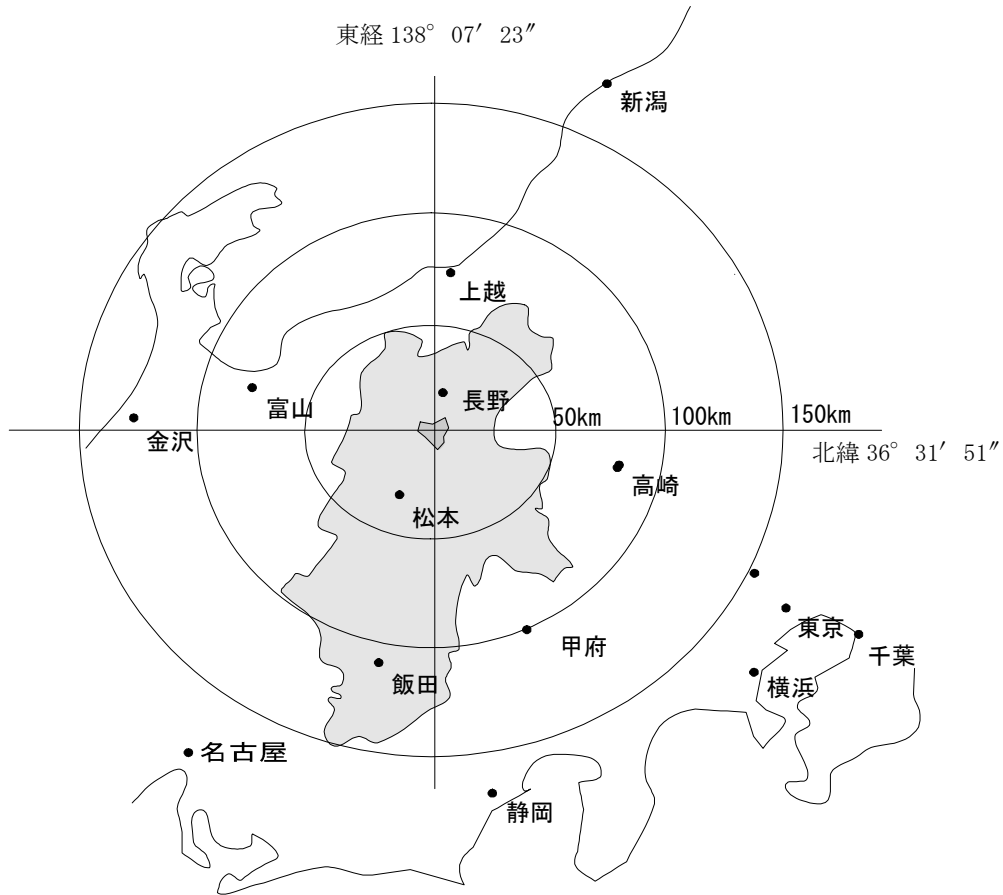 東経 138° 07′ 23″
新潟
上越
長野
富山
50km
100km
150km
金沢
北緯 36° 31′ 51″
高崎
松本
東京
甲府
千葉
飯田
横浜
名古屋
静岡